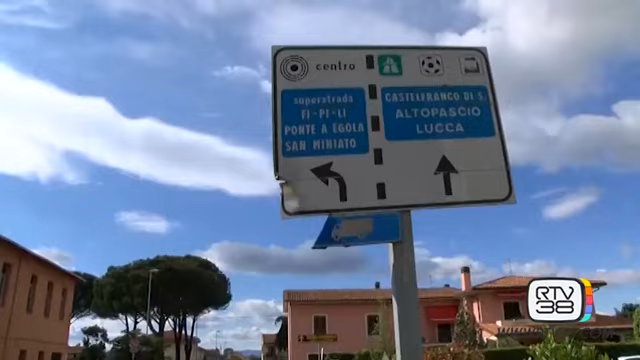 centro
superstrada
FI-PI-LI
PONTE A EGOLA
SAN MINIATO
CASTELFRANCO DI S.
ALTOPASCIO
LUCCA
RTV
38